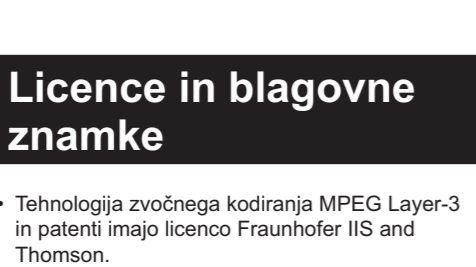 Licence in blagovne
znamke
• Tehnologija zvočnega kodiranja MPEG Layer-3
in patenti imajo licenco Fraunhofer IIS and
Thomson.